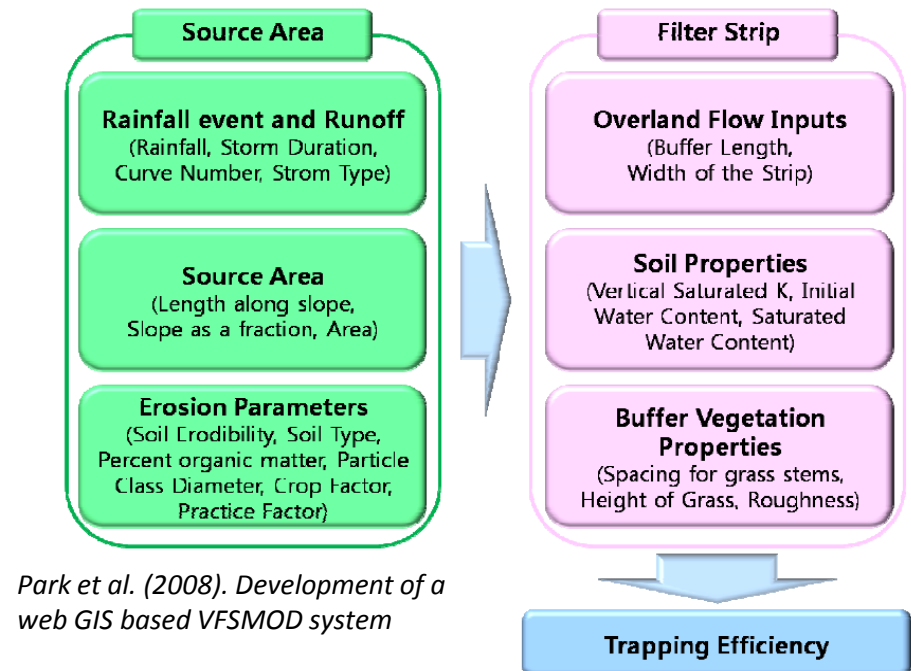 Source Area
Rainfall event and Runoff
(Rainfall, Storm Duration,
Curve Number, Strom Type)
Source Area
(Length along slope,
Slope as a fraction, Area)
Erosion Parameters
(Soil Erodibility, Soil Type,
Percent organic matter, Particle
Class Diameter, Crop Factor,
Practice Factor)
Filter Strip
Overland Flow Inputs
(Buffer Length,
Width of the Strip)
Soil Properties
(Vertical Saturated K, Initial
Water Content, Saturated
Water Content)
Buffer Vegetation
Properties
(Spacing for grass stems,
Height of Grass, Roughness)
Trapping Efficiency
Park et al. (2008). Development of a
web GIS based VFSMOD system